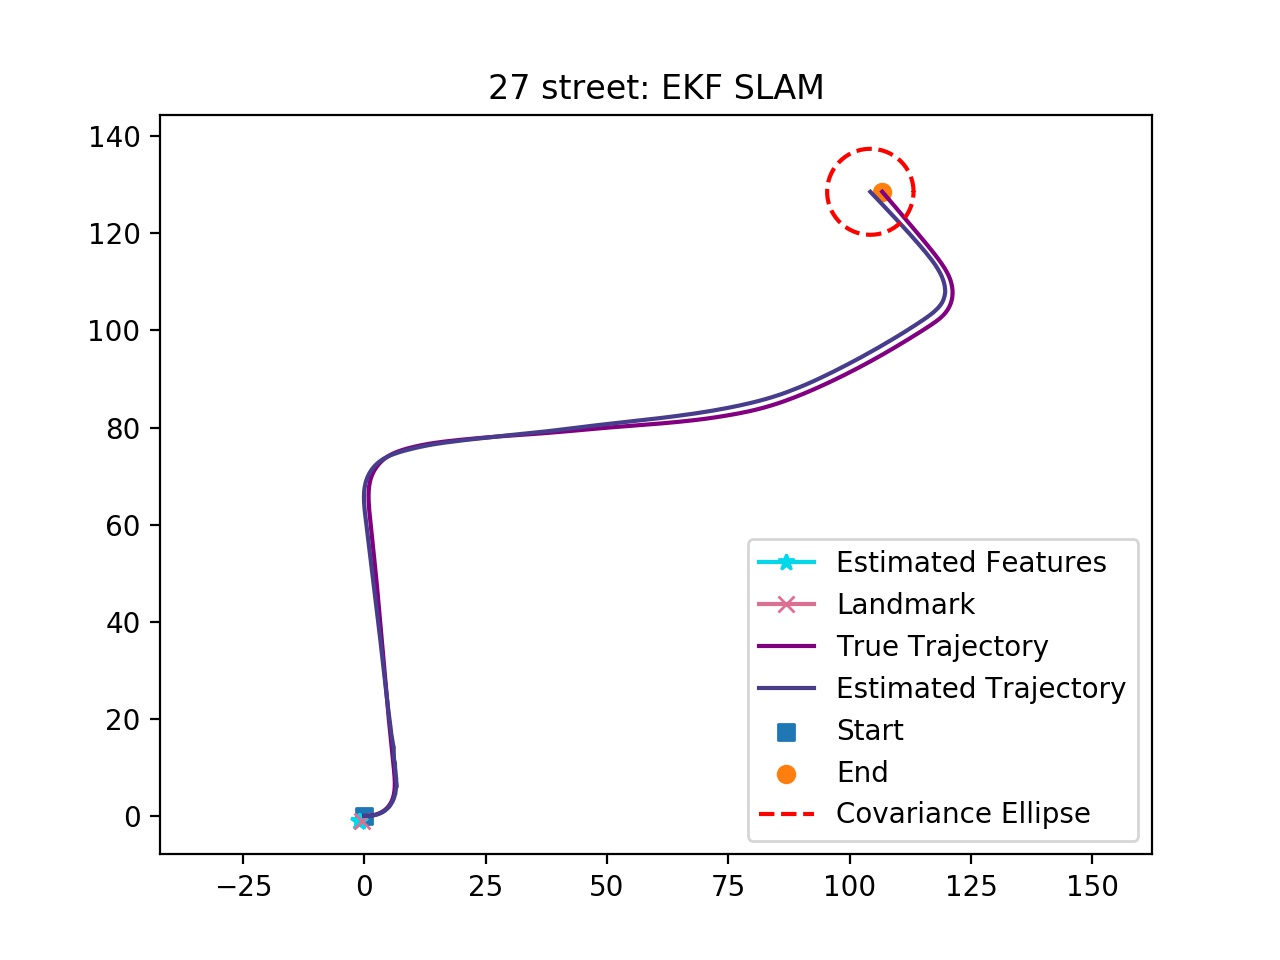 27 street: EKF SLAM
140
120
100
80
60
40
20
0
−25 0 25 50 75 100 125 150
Estimated Features
Landmark
True Trajectory
Estimated Trajectory
Start
End
Covariance Ellipse